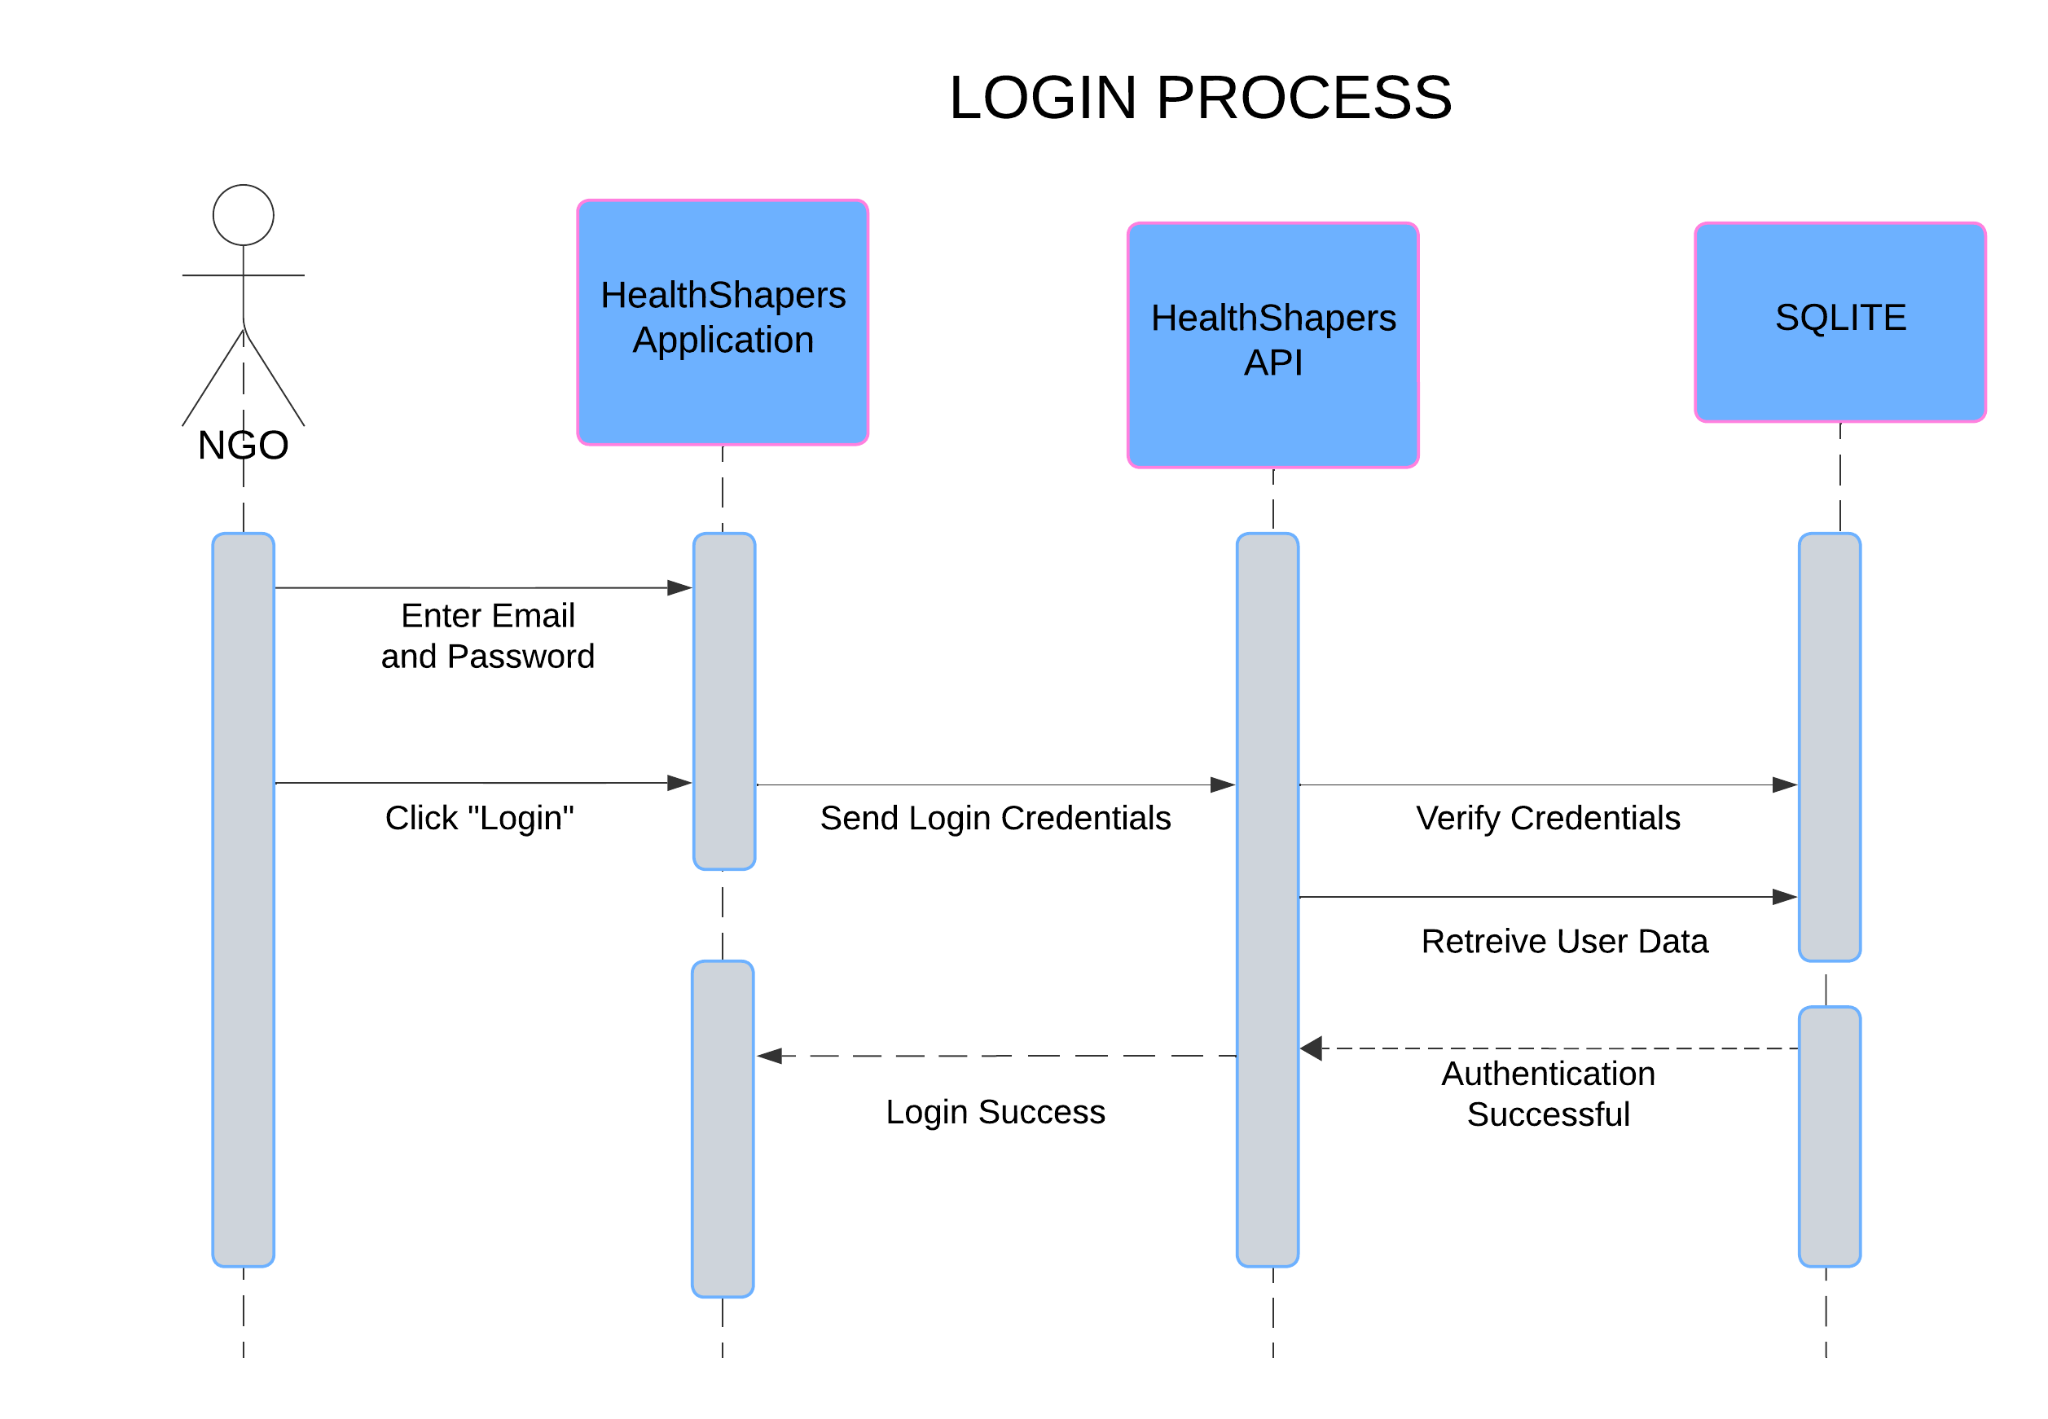 LOGIN PROCESS
NGO
HealthShapers
Application
HealthShapers
API
SQLITE
Enter Email
and Password
Click "Login"
Send Login Credentials
Verify Credentials
Retreive User Data
Authentication
Successful
Login Success